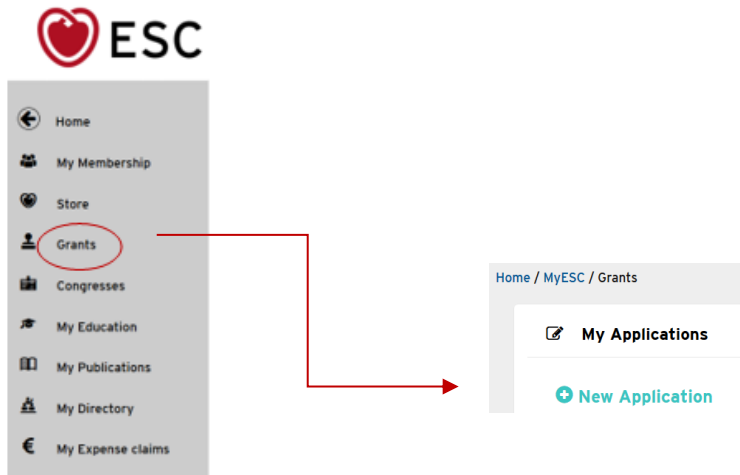 ESC
Home
My Membership
Store
Grants
Congresses
My Education
My Publications
My Directory
My Expense claims
Home / MyESC / Grants
My Applications
New Application